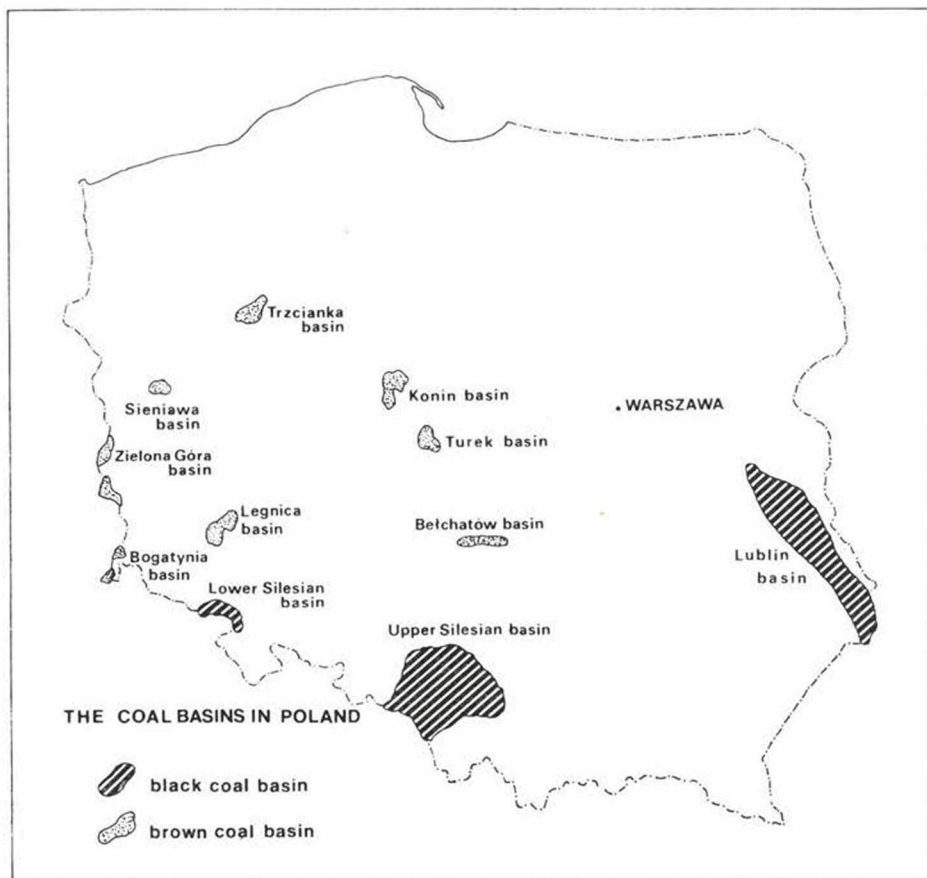 Trzcianka
basin
Sieniawa
basin
Konin basin
• WARSZAWA
Turek basin
Zielona Góra
basin
Legnica
basin
Bełchatów basin
Bogatynia
basin
Lublin
basin
Lower Silesian
basin
Upper Silesian basin
THE COAL BASINS IN POLAND
black coal basin
brown coal basin